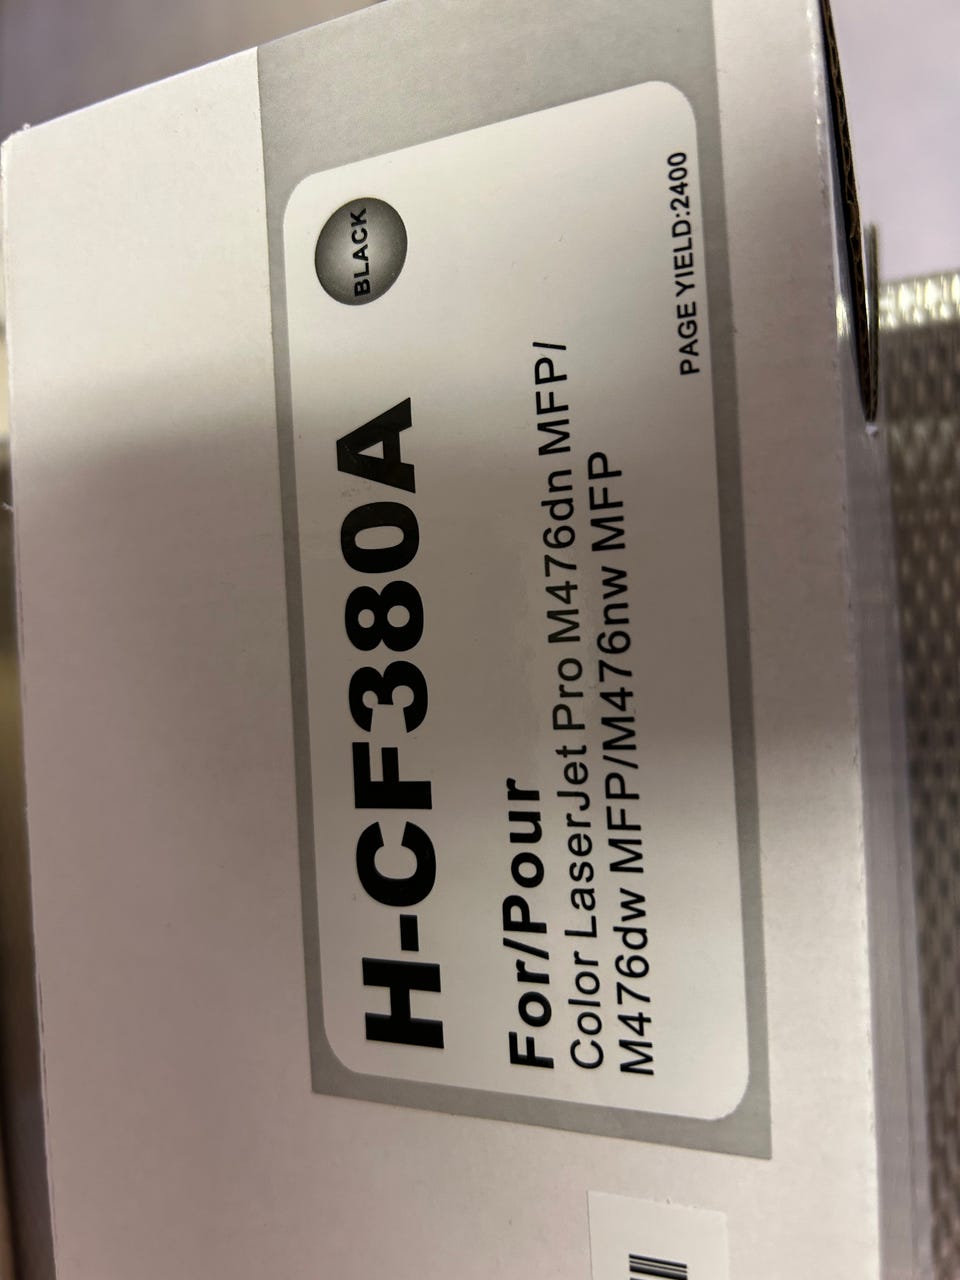 BLACK
H-CF380A
For/Pour
Color LaserJet Pro M476dn MFP/
M476dw MFP/M476nw MFP
PAGE YIELD:2400